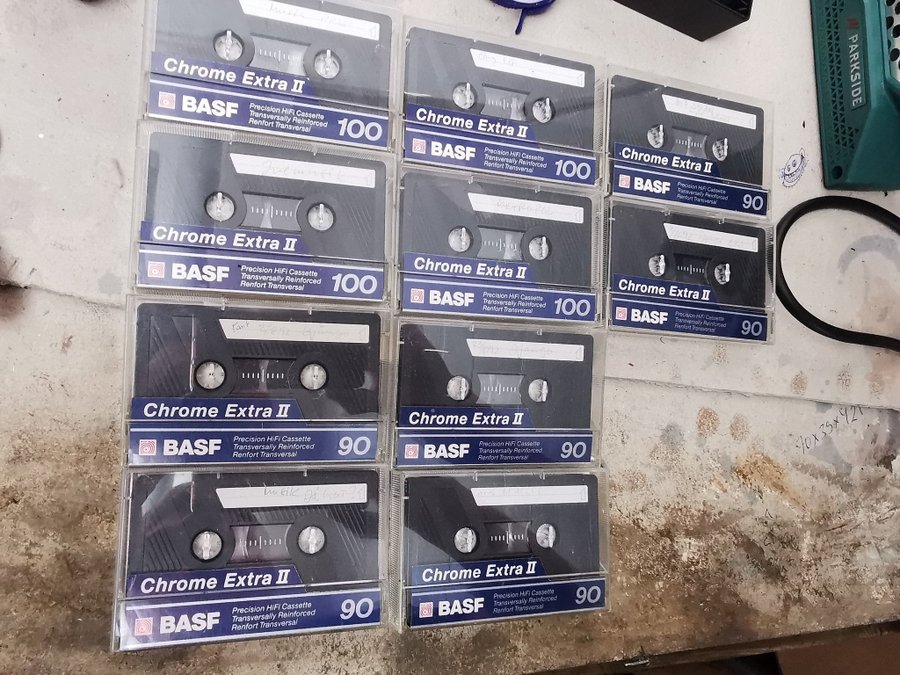 Chrome Extra II
BASF
Precision HiFi Cassette
Transversally Reinforced
Renfort Transversal
100
Chrome Extra II
BASF
Precision HiFi Cassette
Transversally Reinforced
Renfort Transversal
100
Chrome Extra II
BASF
Precision HiFi Cassette
Transversally Reinforced
Renfort Transversal
90
Chrome Extra II
BASF
Precision HiFi Cassette
Transversally Reinforced
Renfort Transversal
100
Chrome Extra II
BASF
Precision HiFi Cassette
Transversally Reinforced
Renfort Transversal
100
Chrome Extra II
BASF
Precision HiFi Cassette
Transversally Reinforced
Renfort Transversal
90
Chrome Extra II
BASF
Precision HiFi Cassette
Transversally Reinforced
Renfort Transversal
90
Chrome Extra II
BASF
Precision HiFi Cassette
Transversally Reinforced
Renfort Transversal
90
Musik
Chrome Extra II
BASF
Precision HiFi Cassette
Transversally Reinforced
Renfort Transversal
90
Chrome Extra II
BASF
Precision HiFi Cassette
Transversally Reinforced
Renfort Transversal
90
PARKSIDE